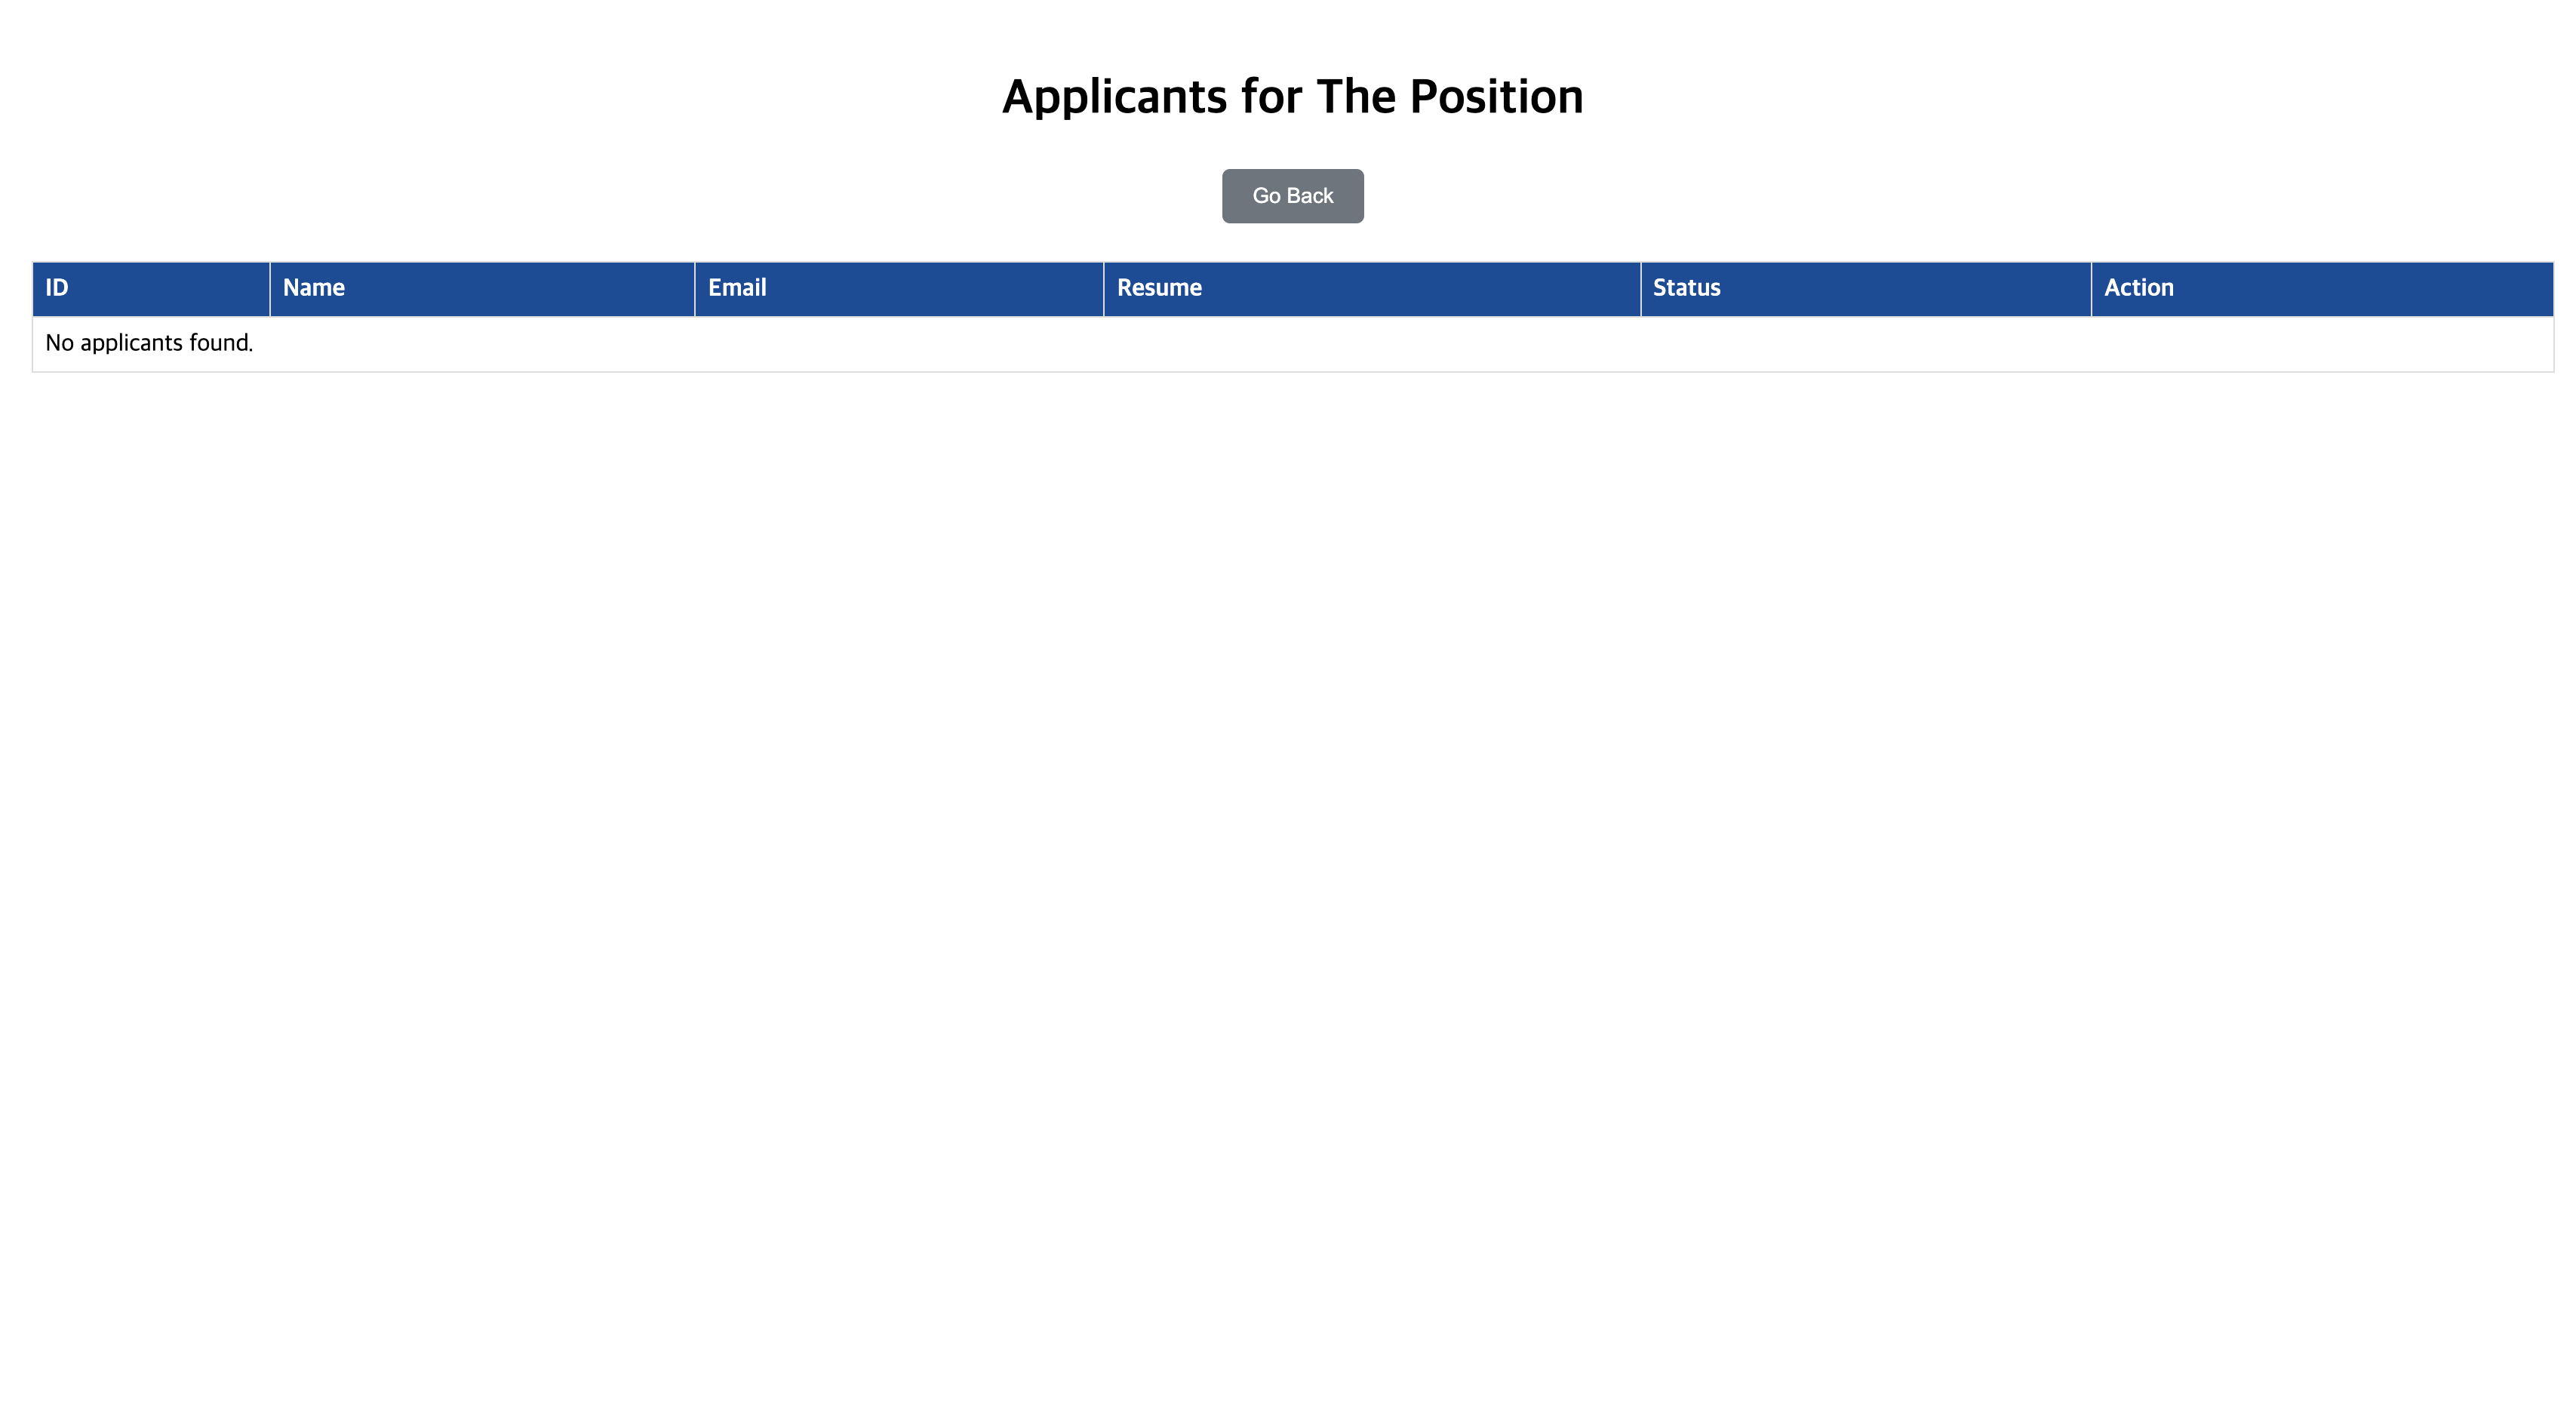 Applicants for The Position
Go Back
ID Name Email Resume Status Action
No applicants found.